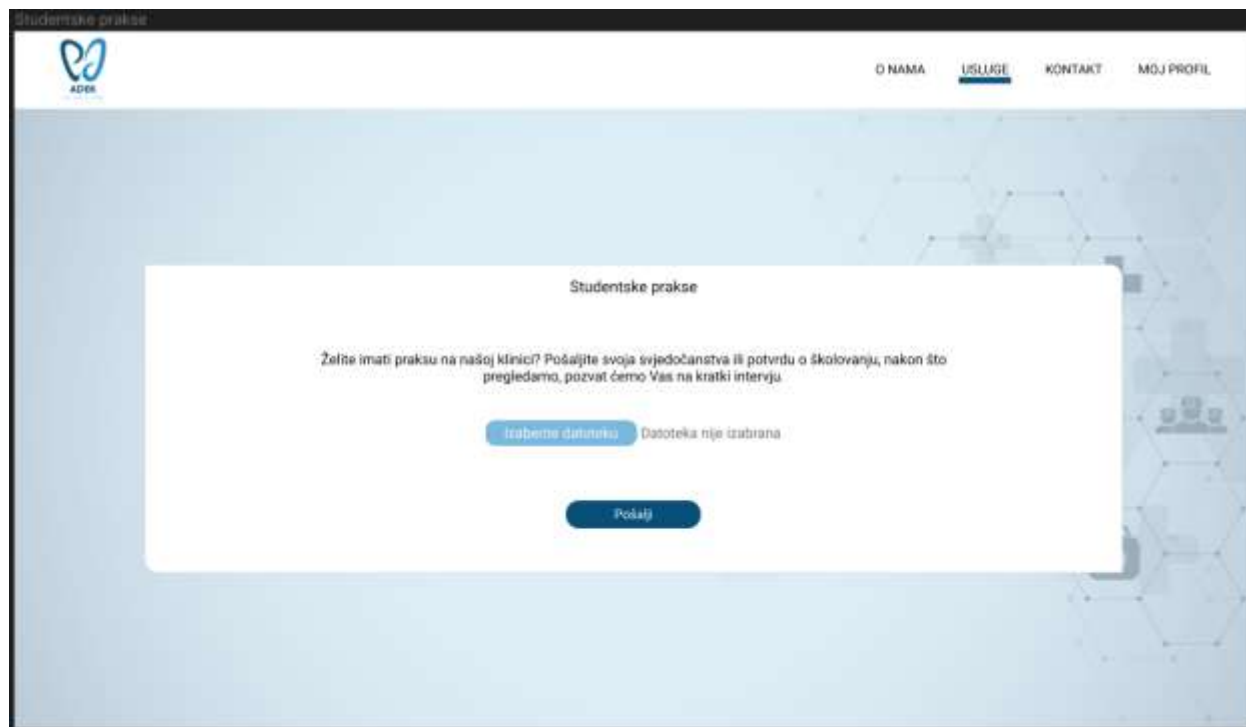 Studentske prakse
ADEK
O NAMA
USLUGE
KONTAKT
MOJ PROFIL
Studentske prakse
Želite imati praksu na našoj klinici? Pošaljite svoja svjedočanstva ili potvrdu o školovanju, nakon što
pregledamo, pozvat ćemo Vas na kratki intervju
Izaberite datoteku
Datoteka nije izabrana
Pošalji